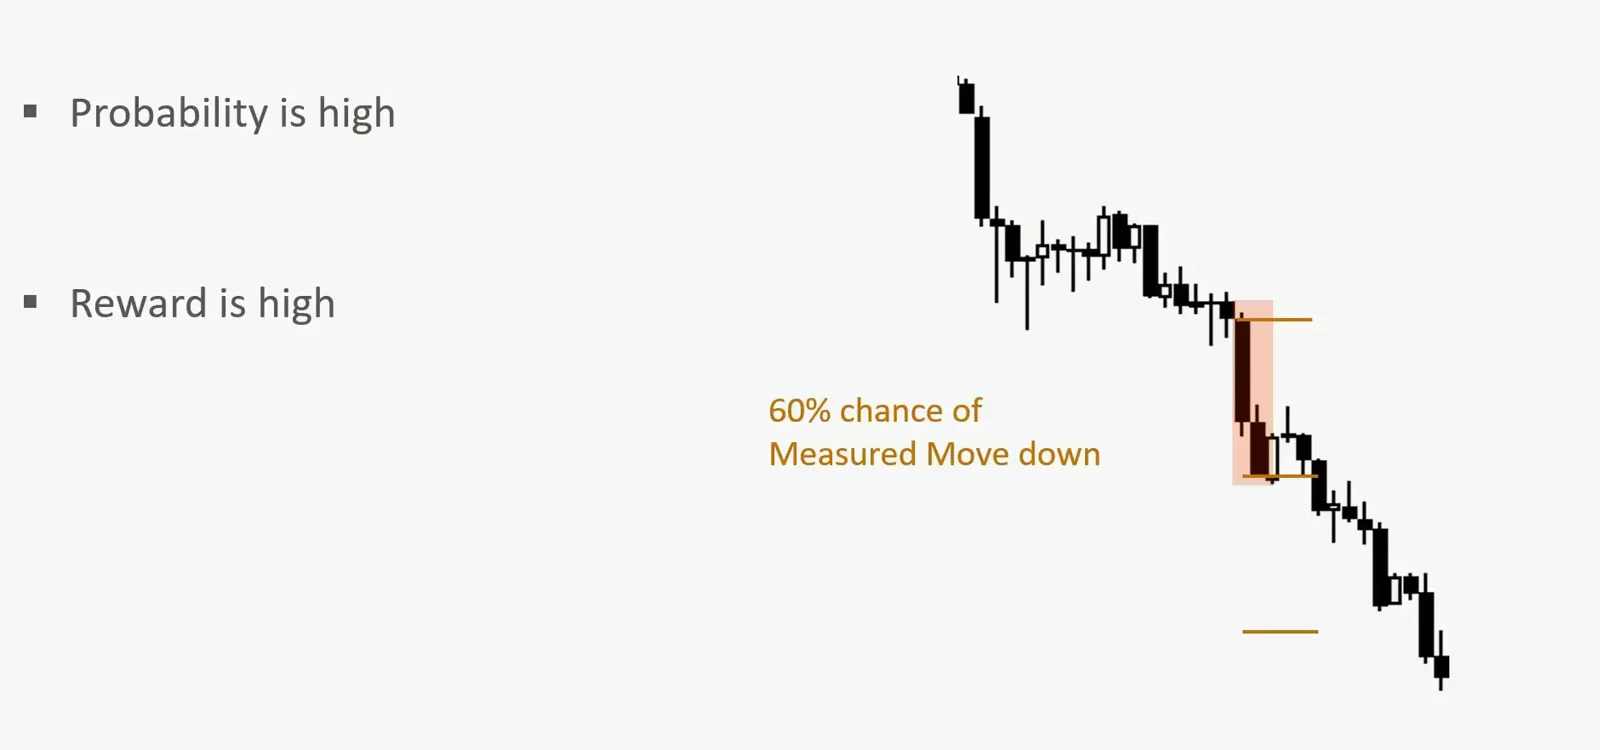 Probability is high
Reward is high
60% chance of
Measured Move down